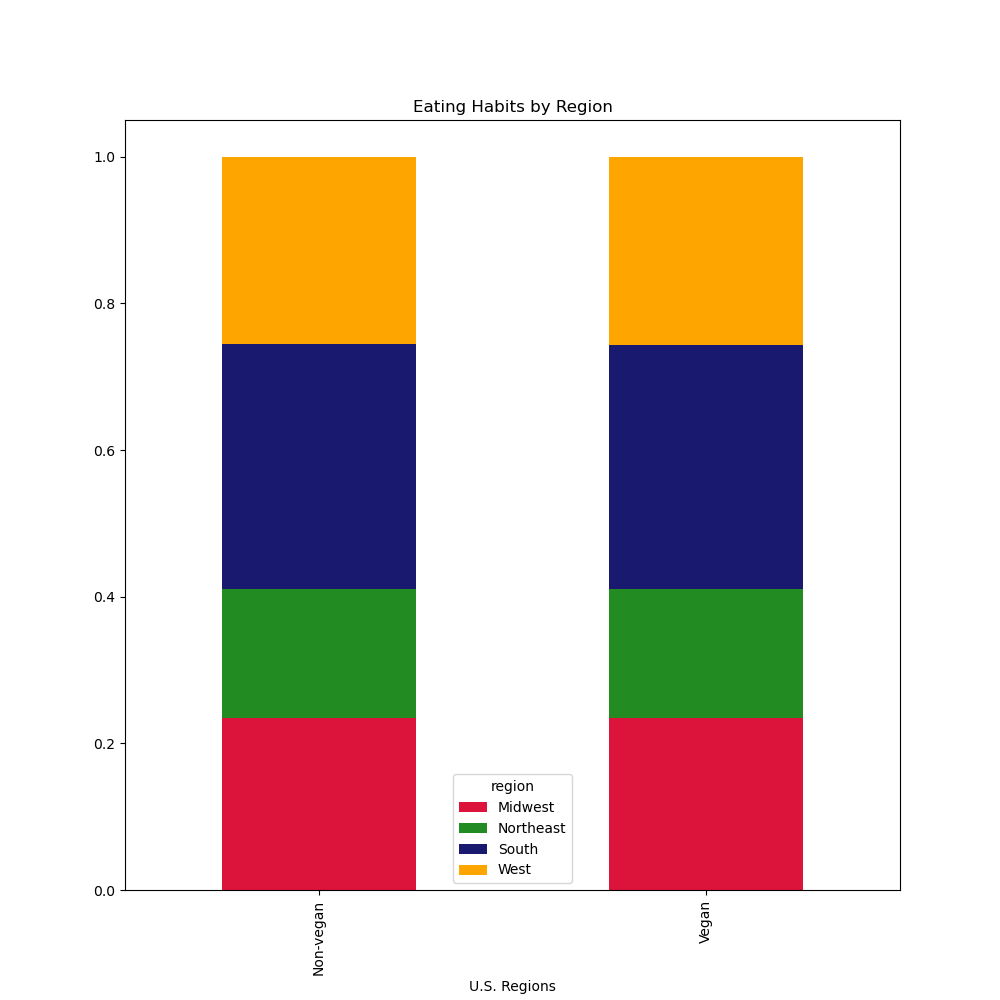 Eating Habits by Region
1.0
0.8
0.6
0.4
0.2
0.0
region
Midwest
Northeast
South
West
Non-vegan
Vegan
U.S. Regions